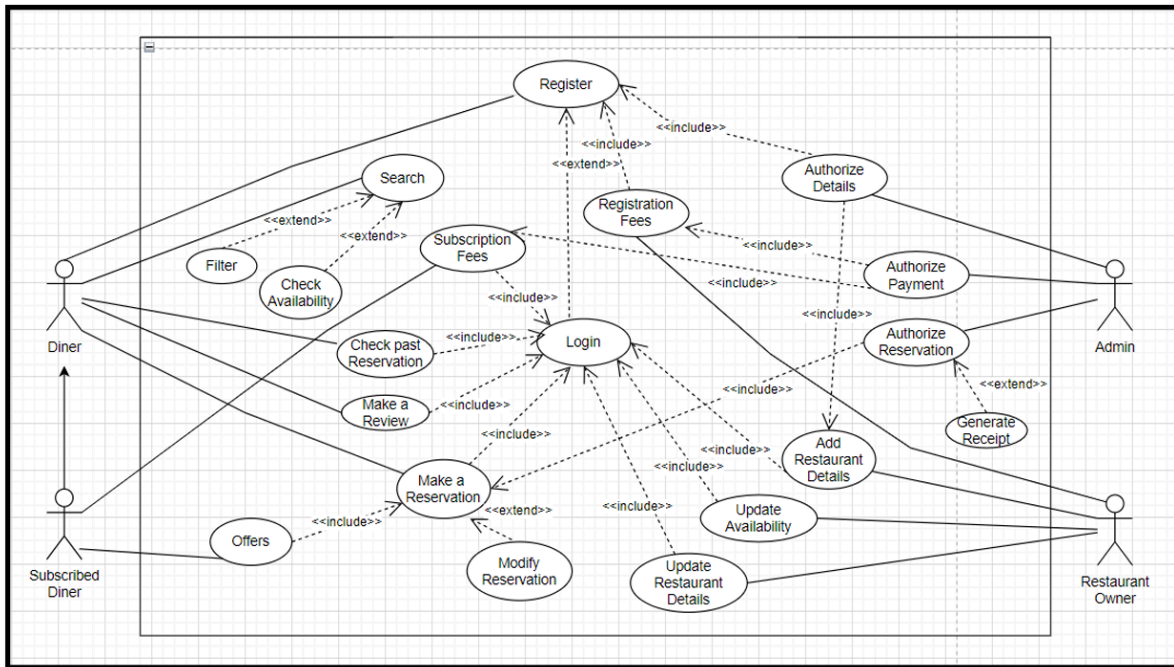 Register
<<include>>
<<include>>
<<extend>>
Search
Authorize
Details
<<extend>>
<<extend>>
Filter
Check
Availability
Registration
Fees
Subscription
Fees
<<include>>
Authorize
Payment
<<include>>
<<include>>
<<include>>
Diner
Admin
Check past
Reservation
<<include>>
Login
Authorize
Reservation
<<extend>>
Make a
Review
<<include>>
Generate
Receipt
<<include>>
Add
Restaurant
Details
<<include>>
<<include>>
Make a
Reservation
<<include>>
<<extend>>
<<include>>
Update
Availability
Offers
Modify
Reservation
Update
Restaurant
Details
Subscribed
Diner
Restaurant
Owner